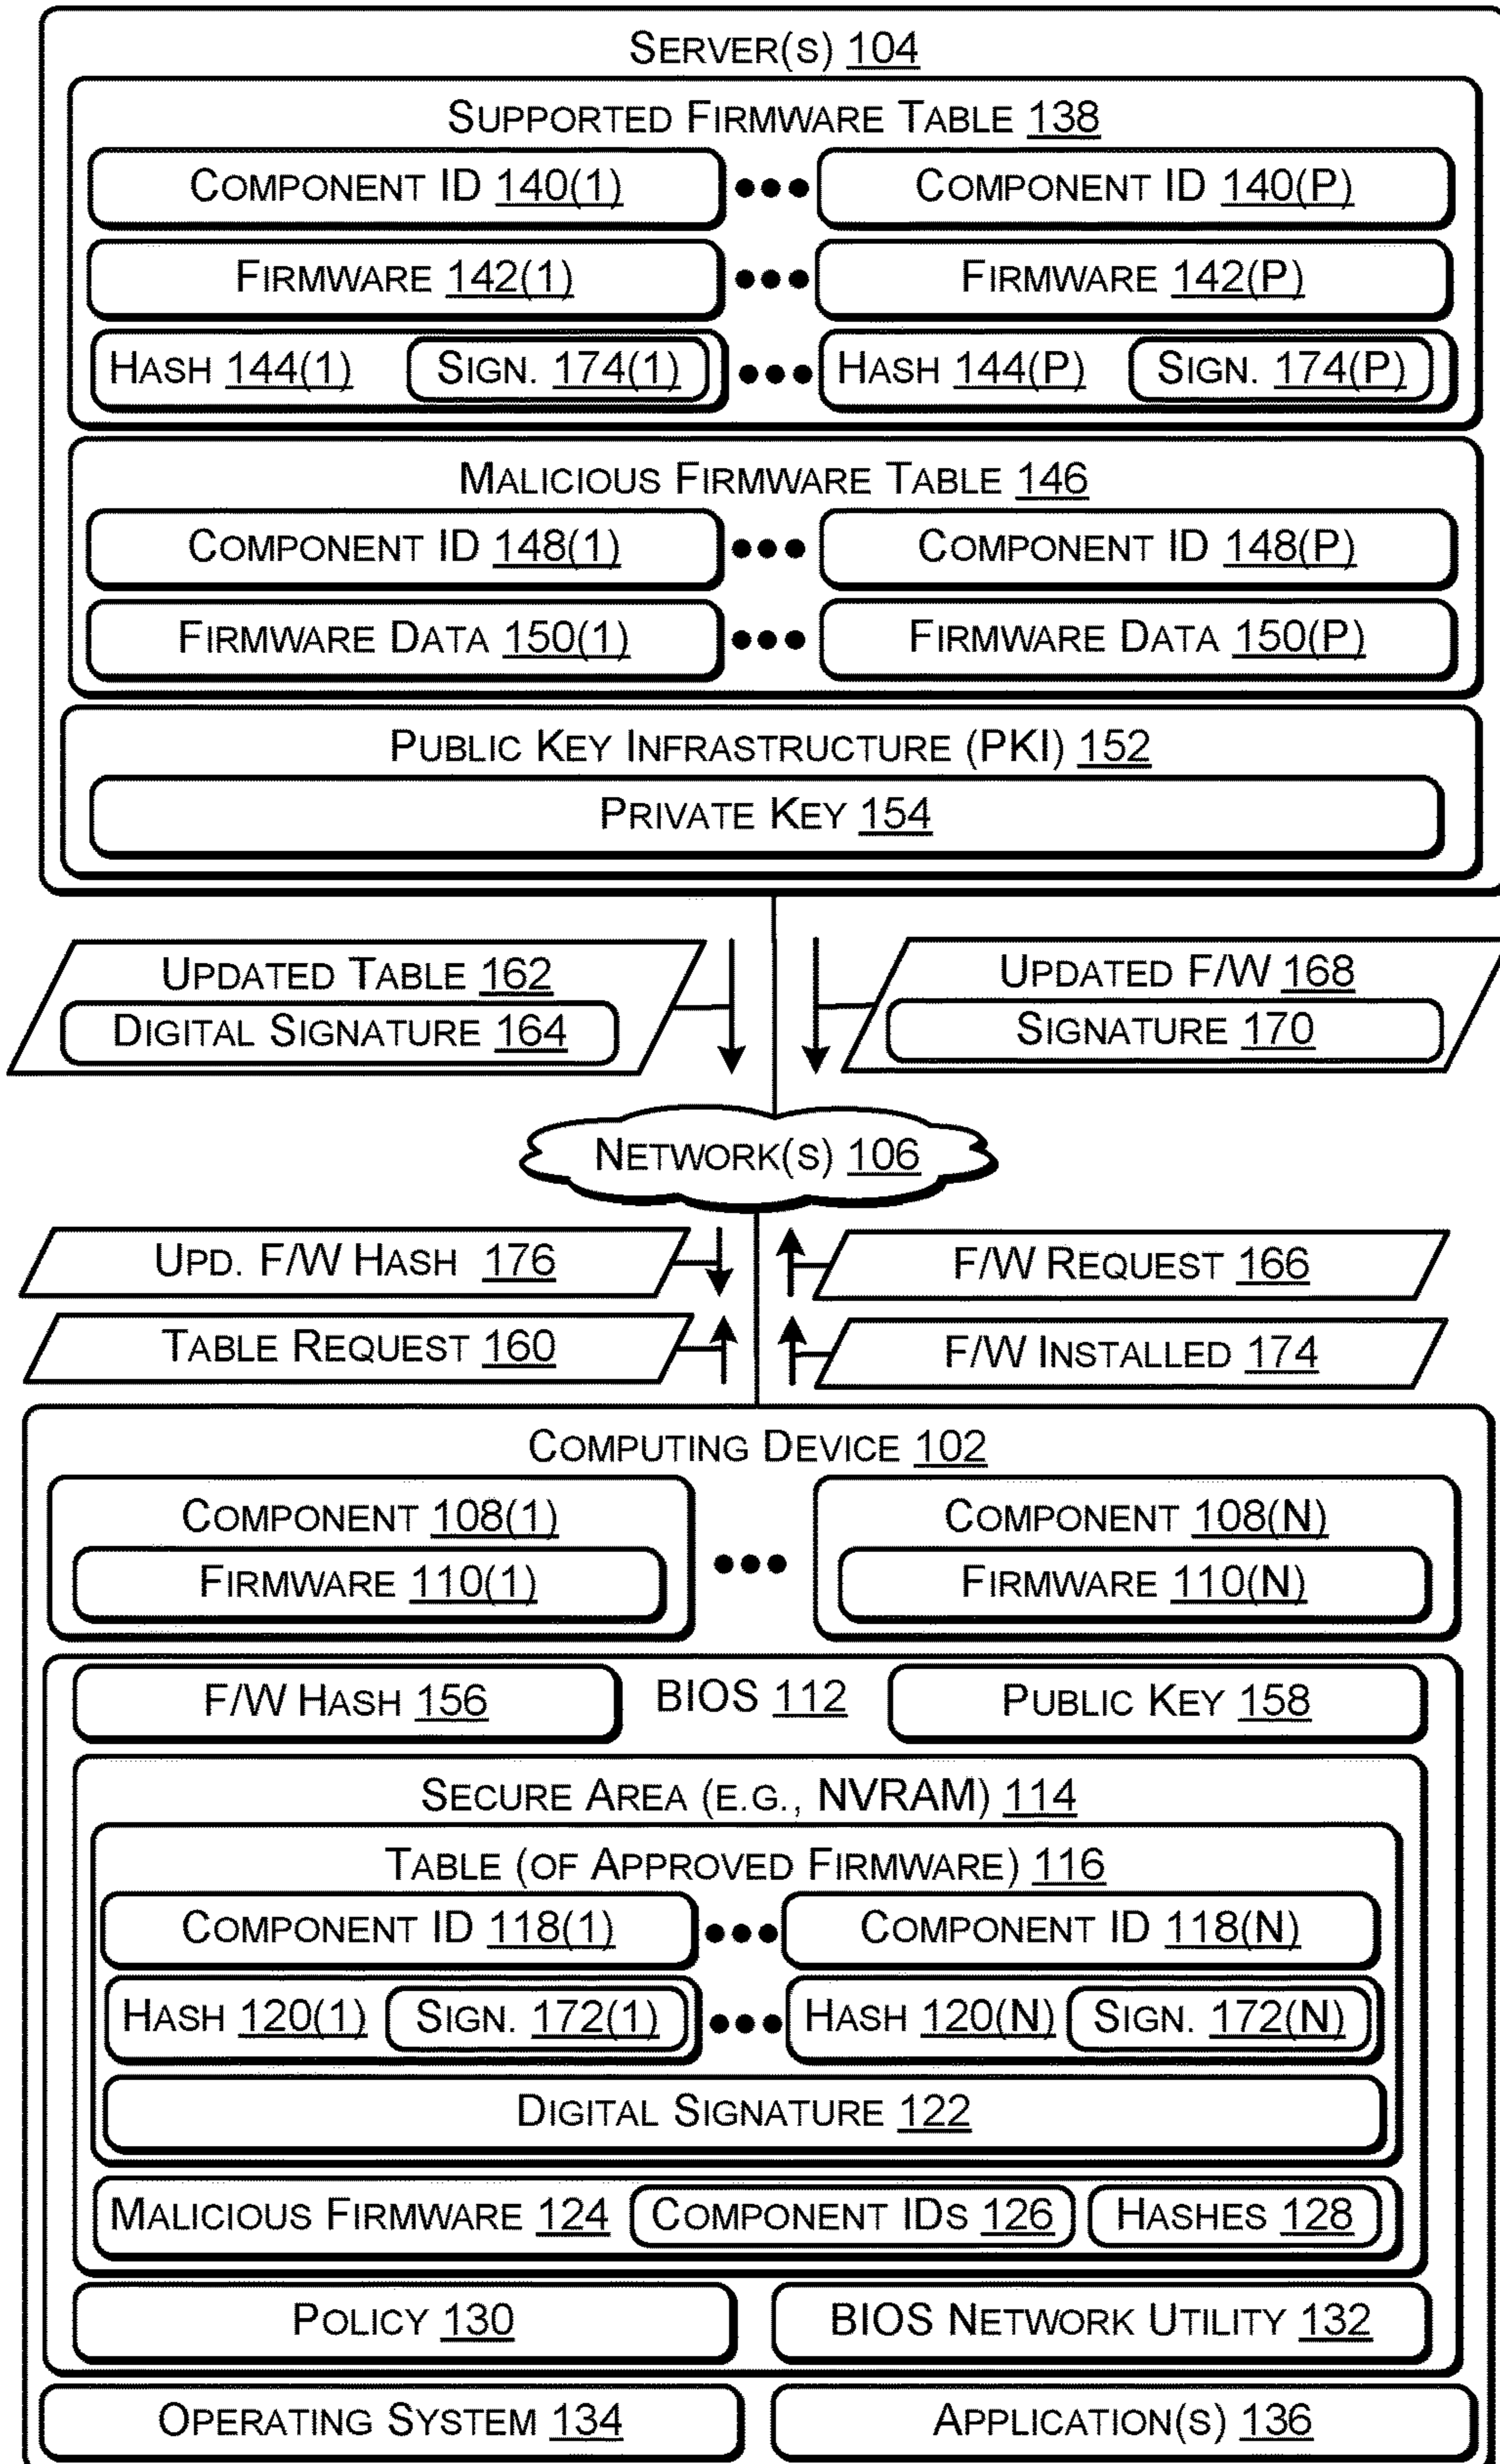 SERVER(S) 104
SUPPORTED FIRMWARE TABLE 138
COMPONENT ID 140(1) ••• COMPONENT ID 140(P)
FIRMWARE 142(1) ••• FIRMWARE 142(P)
HASH 144(1) SIGN. 174(1) ••• HASH 144(P) SIGN. 174(P)
MALICIOUS FIRMWARE TABLE 146
COMPONENT ID 148(1) ••• COMPONENT ID 148(P)
FIRMWARE DATA 150(1) ••• FIRMWARE DATA 150(P)
PUBLIC KEY INFRASTRUCTURE (PKI) 152
PRIVATE KEY 154
UPDATED TABLE 162
DIGITAL SIGNATURE 164
UPDATED F/W 168
SIGNATURE 170
NETWORK(S) 106
UPD. F/W HASH 176
F/W REQUEST 166
TABLE REQUEST 160
F/W INSTALLED 174
COMPUTING DEVICE 102
COMPONENT 108(1)
FIRMWARE 110(1)
•••
COMPONENT 108(N)
FIRMWARE 110(N)
F/W HASH 156
BIOS 112
PUBLIC KEY 158
SECURE AREA (E.G., NVRAM) 114
TABLE (OF APPROVED FIRMWARE) 116
COMPONENT ID 118(1) ••• COMPONENT ID 118(N)
HASH 120(1) SIGN. 172(1) ••• HASH 120(N) SIGN. 172(N)
DIGITAL SIGNATURE 122
MALICIOUS FIRMWARE 124 COMPONENT IDS 126 HASHES 128
POLICY 130
BIOS NETWORK UTILITY 132
OPERATING SYSTEM 134
APPLICATION(S) 136